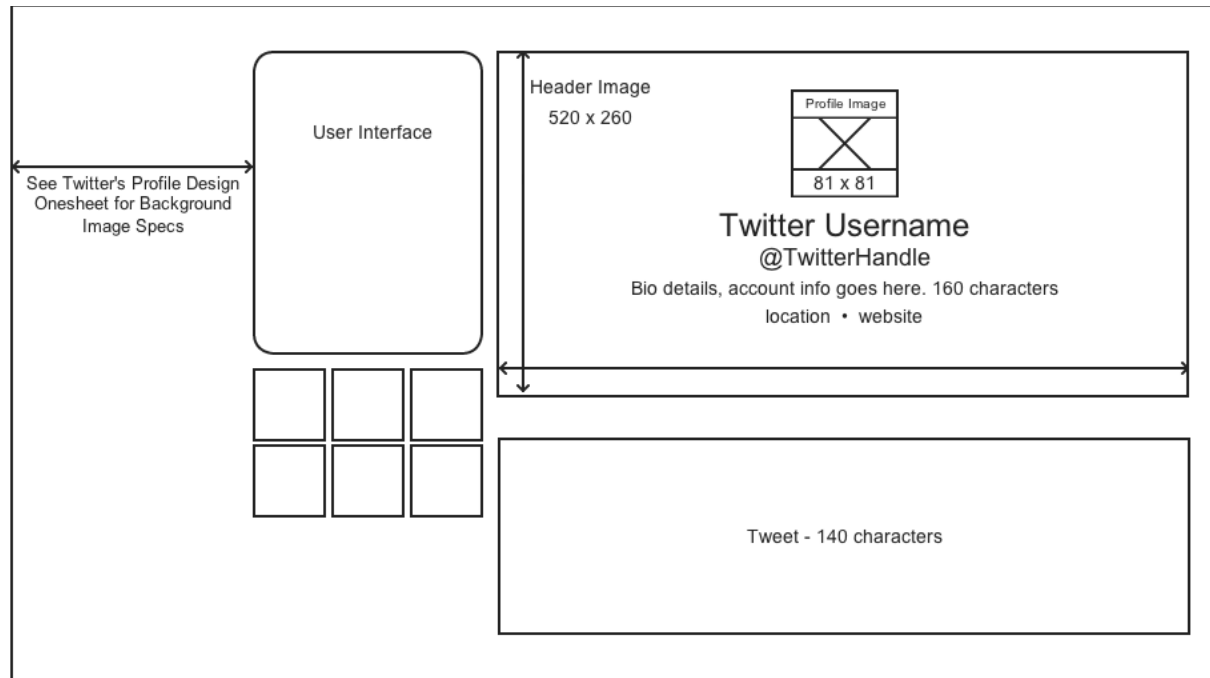 See Twitter's Profile Design
Onesheet for Background
Image Specs
User Interface
Header Image
520 x 260
Profile Image
81 x 81
Twitter Username
@TwitterHandle
Bio details, account info goes here. 160 characters
location • website
Tweet - 140 characters